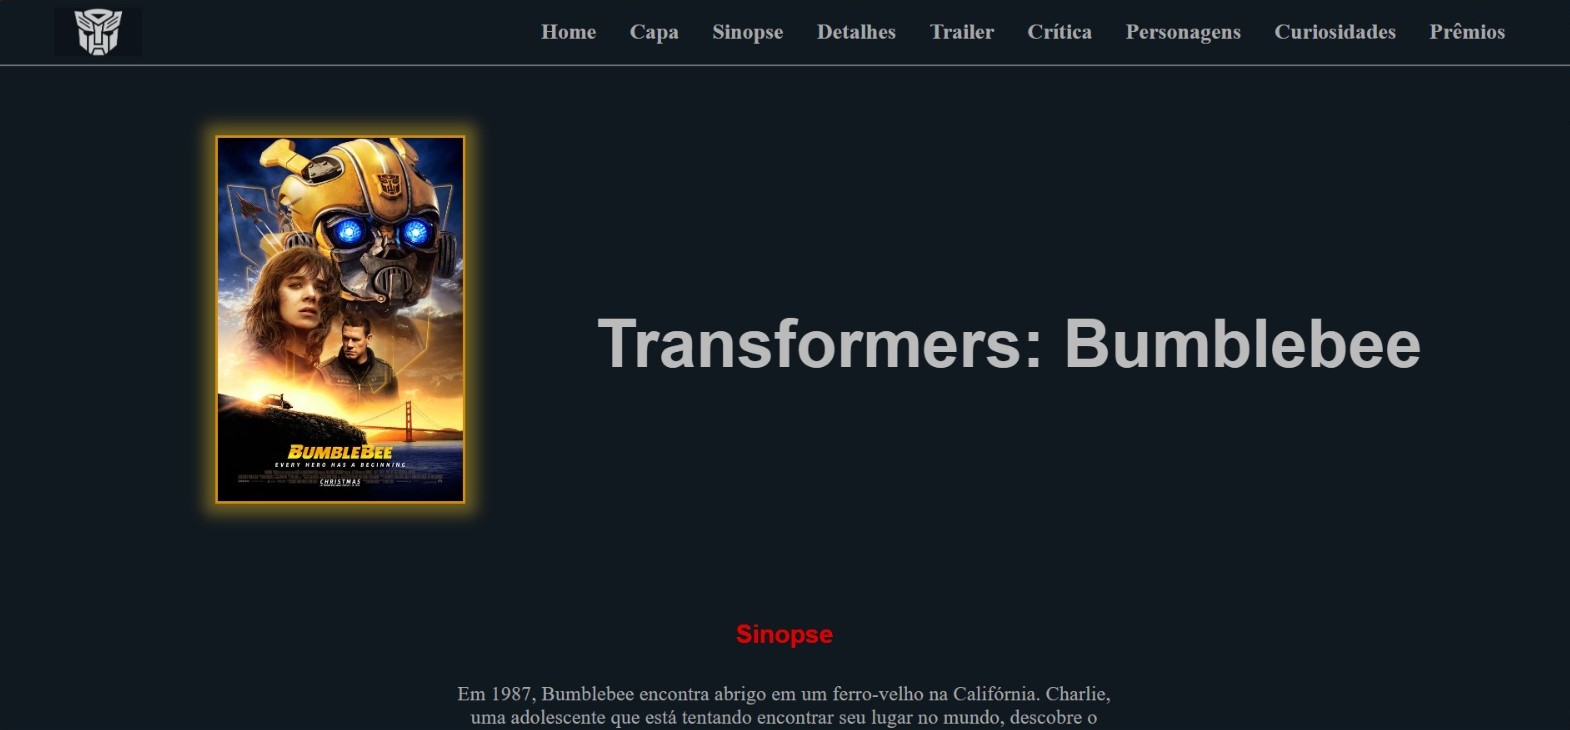 Home Capa Sinopse Detalhes Trailer Crítica Personagens Curiosidades Prêmios
BUMBLEBEE
EVERY HERO HAS A BEGINNING
CHRISTMAS
Transformers: Bumblebee
Sinopse
Em 1987, Bumblebee encontra abrigo em um ferro-velho na Califórnia. Charlie,
uma adolescente que está tentando encontrar seu lugar no mundo, descobre o